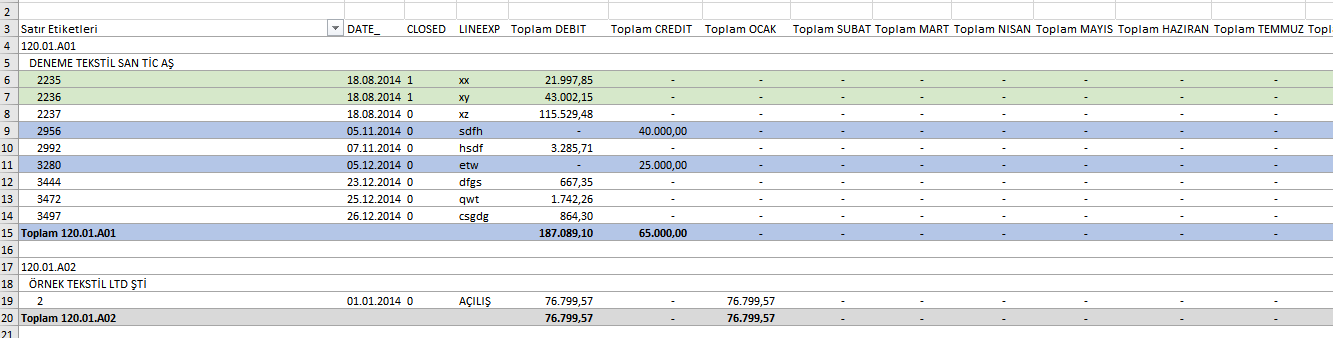 2
3 Satır Etiketleri DATE_ CLOSED LINEEXP Toplam DEBIT Toplam CREDIT Toplam OCAK Toplam SUBAT Toplam MART Toplam NISAN Toplam MAYIS Toplam HAZIRAN Toplam TEMMUZ Topl
4 120.01.A01
5 DENEME TEKSTİL SAN TİC AŞ
6 2235 18.08.2014 1 xx 21.997,85 - - - - - - - -
7 2236 18.08.2014 1 xy 43.002,15 - - - - - - - -
8 2237 18.08.2014 0 xz 115.529,48 - - - - - - - -
9 2956 05.11.2014 0 sdfh - 40.000,00 - - - - - - -
10 2992 07.11.2014 0 hsdf 3.285,71 - - - - - - - -
11 3280 05.12.2014 0 etw - 25.000,00 - - - - - - -
12 3444 23.12.2014 0 dfgs 667,35 - - - - - - - -
13 3472 25.12.2014 0 qwt 1.742,26 - - - - - - - -
14 3497 26.12.2014 0 csgdg 864,30 - - - - - - - -
15 Toplam 120.01.A01 187.089,10 65.000,00 - - - - - - -
16
17 120.01.A02
18 ÖRNEK TEKSTİL LTD ŞTİ
19 2 01.01.2014 0 AÇILIŞ 76.799,57 - 76.799,57 - - - - - -
20 Toplam 120.01.A02 76.799,57 - 76.799,57 - - - - - -
21